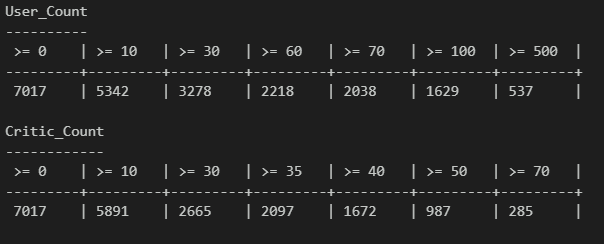 User_Count
----------
>= 0 | >= 10 | >= 30 | >= 60 | >= 70 | >= 100 | >= 500 |
---------+---------+---------+---------+---------+---------+---------+
7017 | 5342 | 3278 | 2218 | 2038 | 1629 | 537 |
Critic_Count
------------
>= 0 | >= 10 | >= 30 | >= 35 | >= 40 | >= 50 | >= 70 |
---------+---------+---------+---------+---------+---------+---------+
7017 | 5891 | 2665 | 2097 | 1672 | 987 | 285 |